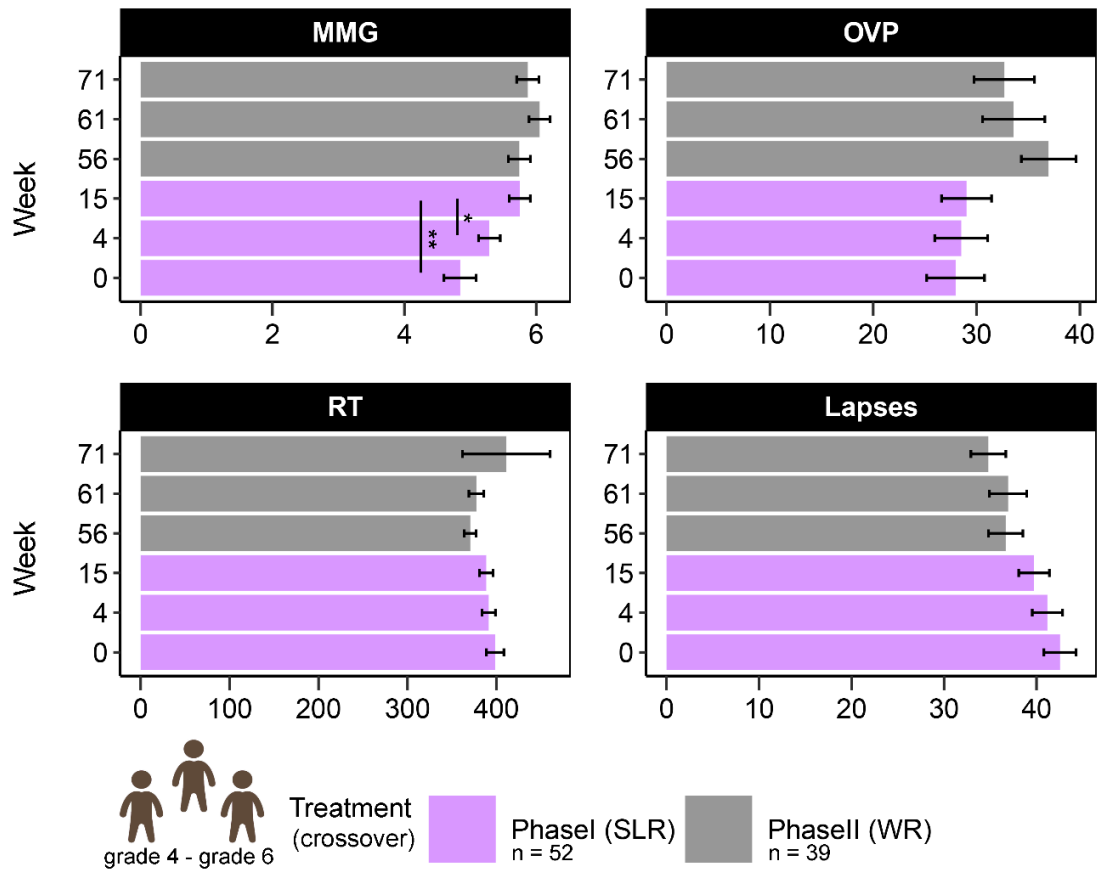 MMG
OVP
Week
71
61
56
15
4
0
*
**
0 2 4 6
71
61
56
15
4
0
0 10 20 30 40
RT
Lapses
Week
71
61
56
15
4
0
0 100 200 300 400
71
61
56
15
4
0
0 10 20 30 40
grade 4 - grade 6
Treatment
(crossover)
PhaseI (SLR)
n = 52
PhaseII (WR)
n = 39